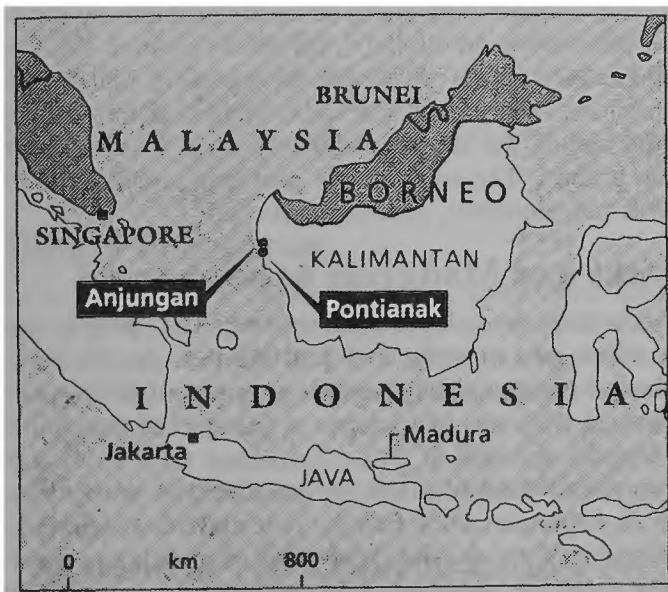 BRUNEI
MALAYSIA
BORNEO
SINGAPORE
KALIMANTAN
Anjungan
Pontianak
INDONESIA
Madura
Jakarta
JAVA
0 km 800